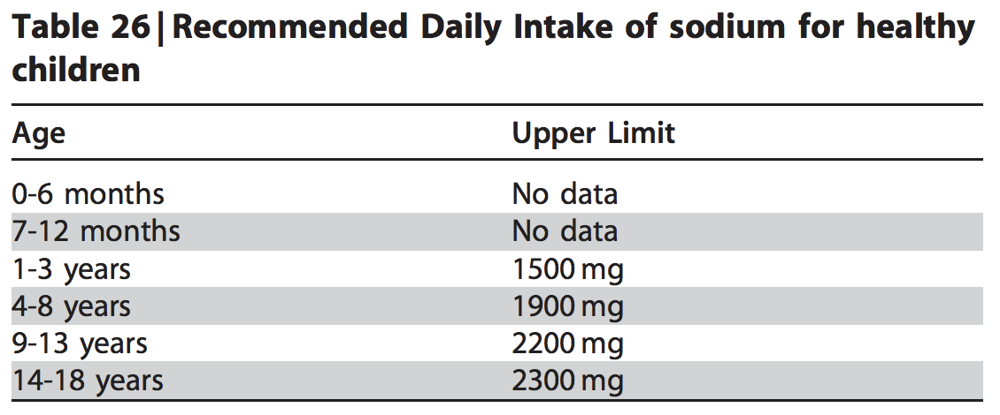 Table 26 | Recommended Daily Intake of sodium for healthy
children
Age Upper Limit
0-6 months No data
7-12 months No data
1-3 years 1500 mg
4-8 years 1900 mg
9-13 years 2200 mg
14-18 years 2300 mg